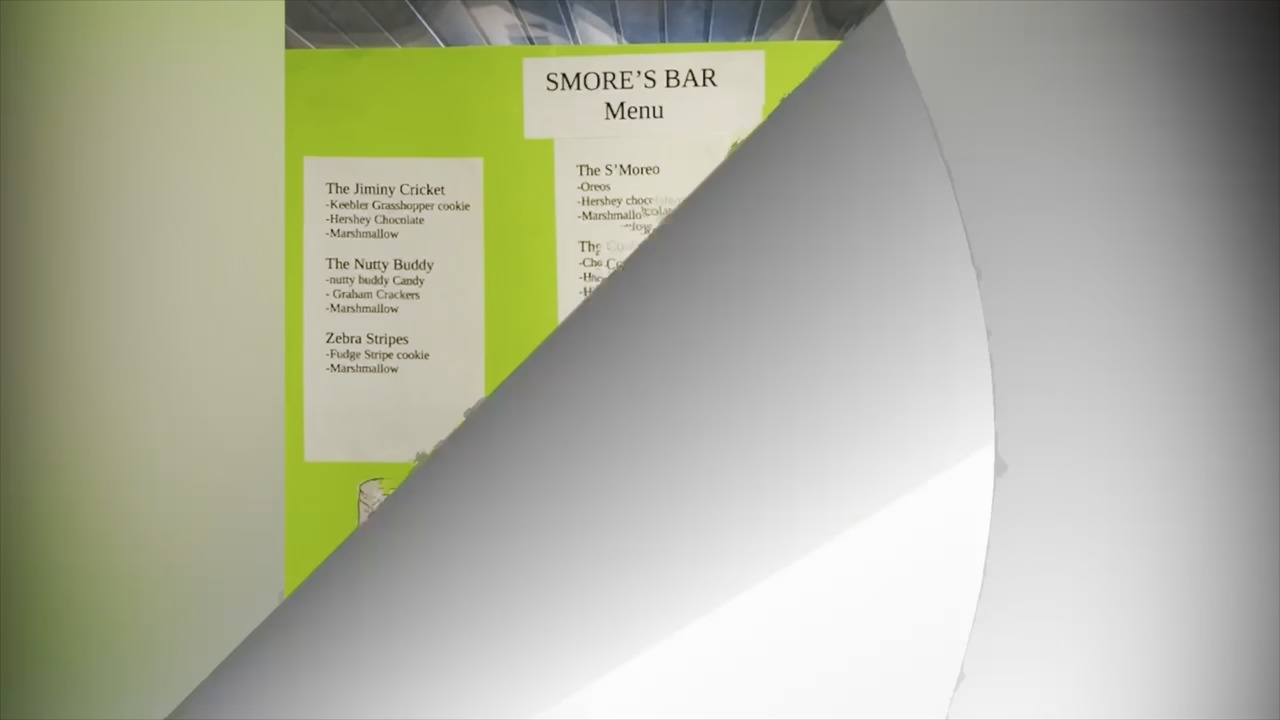 SMORE’S BAR
Menu
The Jiminy Cricket
-Keebler Grasshopper cookie
-Hershey Chocolate
-Marshmallow
The Nutty Buddy
-nutty buddy Candy
- Graham Crackers
-Marshmallow
Zebra Stripes
-Fudge Stripe cookie
-Marshmallow
The S’Moreo
-Oreos
-Hershey